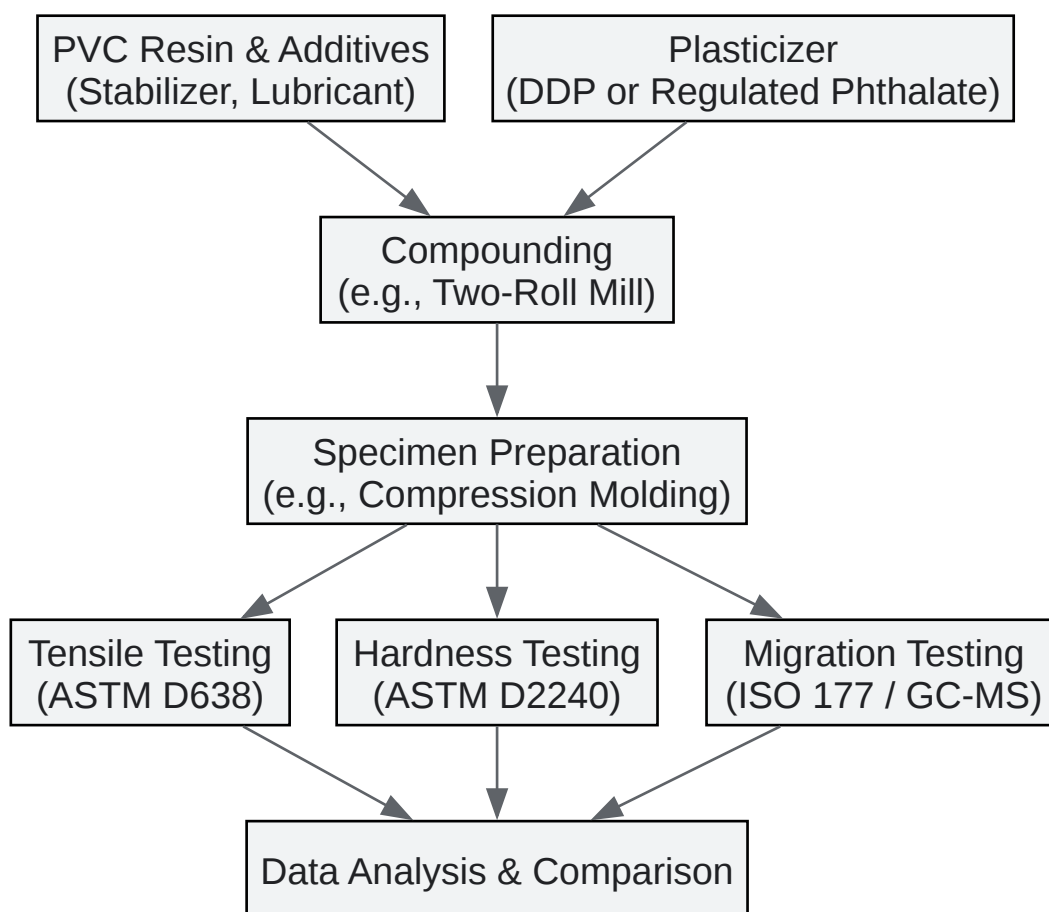 PVC Resin & Additives
(Stabilizer, Lubricant)
Plasticizer
(DDP or Regulated Phthalate)
Compounding
(e.g., Two-Roll Mill)
Specimen Preparation
(e.g., Compression Molding)
Tensile Testing
(ASTM D638)
Hardness Testing
(ASTM D2240)
Migration Testing
(ISO 177 / GC-MS)
Data Analysis & Comparison